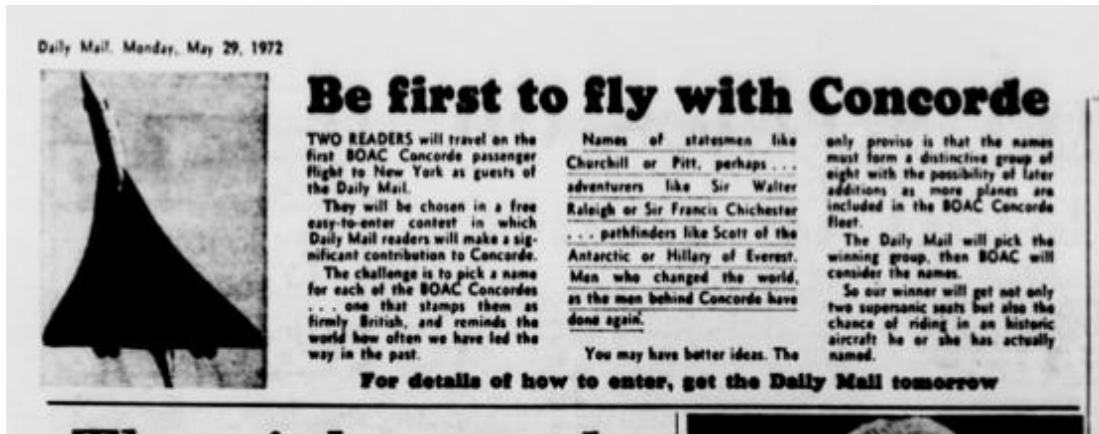 Daily Mail, Monday, May 29, 1972
Be first to fly with Concorde
TWO READERS will travel on the
first BOAC Concorde passenger
flight to New York as guests of
the Daily Mail.
They will be chosen in a free
easy-to-enter contest in which
Daily Mail readers will make a sig-
nificant contribution to Concorde.
The challenge is to pick a name
for each of the BOAC Concordes
. . . one that stamps them as
firmly British, and reminds the
world how often we have led the
way in the past.
Names of statesmen like
Churchill or Pitt, perhaps . . .
adventurers like Sir Walter
Raleigh or Sir Francis Chichester
. . . pathfinders like Scott of the
Antarctic or Hillary of Everest.
Men who changed the world,
as the men behind Concorde have
done again.
You may have better ideas. The
only proviso is that the names
must form a distinctive group of
eight with the possibility of later
additions as more planes are
included in the BOAC Concorde
fleet.
The Daily Mail will pick the
winning group, then BOAC will
consider the names.
So our winner will get not only
two supersonic seats but also the
chance of riding in an historic
aircraft he or she has actually
named.
For details of how to enter, get the Daily Mail tomorrow